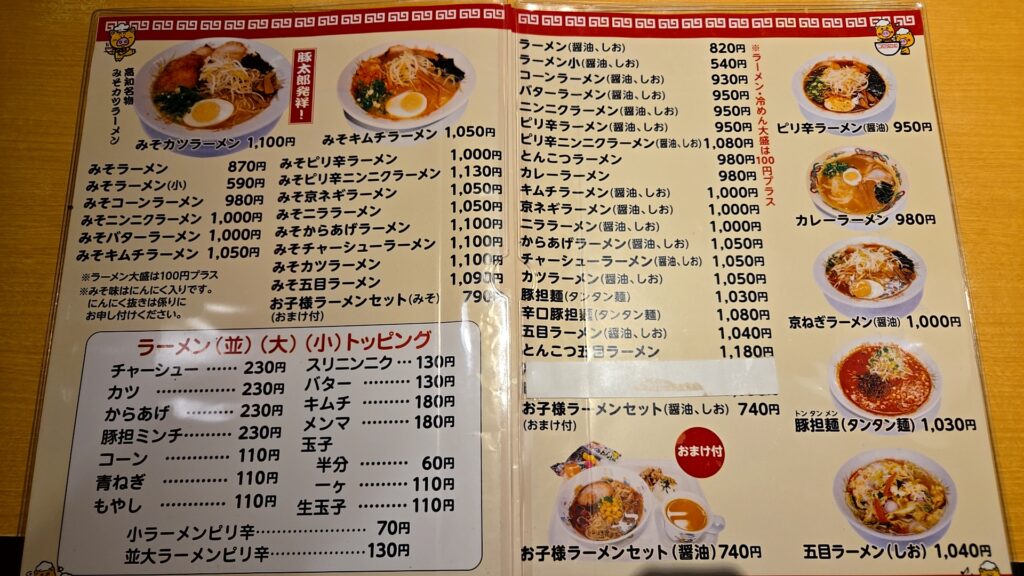 高知名物
みそカツラーメン
豚太郎発祥!
みそカツラーメン 1,100円
みそキムチラーメン 1,050円
みそラーメン 870円
みそラーメン(小) 590円
みそコーンラーメン 980円
みそニンニクラーメン 1,000円
みそバターラーメン 1,000円
みそキムチラーメン 1,050円
※ラーメン大盛は100円プラス
※みそ味はにんにく入りです。
にんにく抜きは係りに
お申し付けください。
みそピリ辛ラーメン 1,000円
みそピリ辛ニンニクラーメン 1,130円
みそ京ネギラーメン 1,050円
みそニララーメン 1,050円
みそからあげラーメン 1,100円
みそチャーシューラーメン 1,100円
みそカツラーメン 1,100円
みそ五目ラーメン 1,090円
お子様ラーメンセット(みそ) 790
(おまけ付)
ラーメン(並)(大)(小)トッピング
チャーシュー …… 230円
カツ ………… 230円
からあげ ……… 230円
豚担ミンチ……… 230円
コーン ………… 110円
青ねぎ ………… 110円
もやし ………… 110円
スリニンニク … 130円
バター ……… 130円
キムチ ……… 180円
メンマ ……… 180円
玉子
半分 ……… 60円
一ヶ ……… 110円
生玉子 ……… 110円
小ラーメンピリ辛……………… 70円
並大ラーメンピリ辛…………… 130円
ラーメン(醤油、しお) 820円
ラーメン小(醤油、しお) 540円
コーンラーメン(醤油、しお) 930円
バターラーメン(醤油、しお) 950円
ニンニクラーメン(醤油、しお) 950円
ピリ辛ラーメン(醤油、しお) 950円
ピリ辛ニンニクラーメン(醤油、しお) 1,080円
とんこつラーメン 980円
カレーラーメン 980円
キムチラーメン(醤油、しお) 1,000円
京ネギラーメン(醤油、しお) 1,000円
ニララーメン(醤油、しお) 1,000円
からあげラーメン(醤油、しお) 1,050円
チャーシューラーメン(醤油、しお) 1,050円
カツラーメン(醤油、しお) 1,050円
豚担麺(タンタン麺) 1,030円
辛口豚担麺(タンタン麺) 1,080円
五目ラーメン(醤油、しお) 1,040円
とんこつ五目ラーメン 1,180円
お子様ラーメンセット(醤油、しお) 740円
(おまけ付)
※ラーメン・冷めん大盛は100円プラス
おまけ付
お子様ラーメンセット(醤油) 740円
ピリ辛ラーメン(醤油) 950円
カレーラーメン 980円
京ねぎラーメン(醤油) 1,000円
トン タン メン
豚担麺(タンタン麺) 1,030円
五目ラーメン(しお) 1,040円